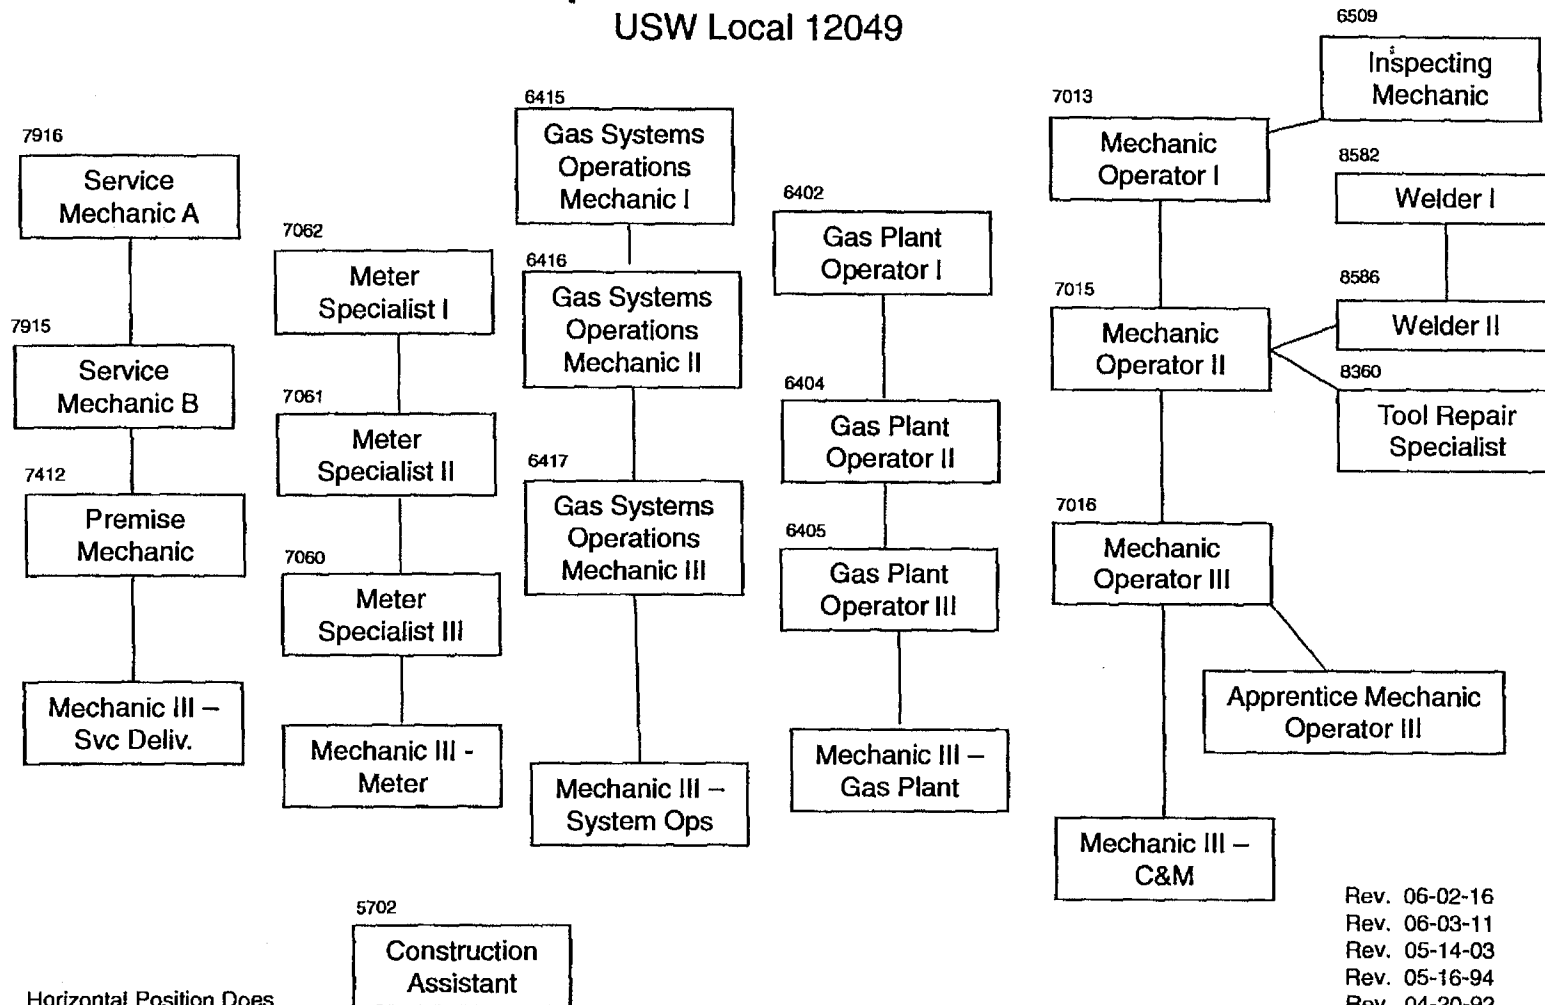 USW Local 12049
7916
Service
Mechanic A
7915
Service
Mechanic B
7412
Premise
Mechanic
Mechanic III –
Svc Deliv.
7062
Meter
Specialist I
7061
Meter
Specialist II
7060
Meter
Specialist III
Mechanic III -
Meter
6415
Gas Systems
Operations
Mechanic I
6416
Gas Systems
Operations
Mechanic II
6417
Gas Systems
Operations
Mechanic III
Mechanic III –
System Ops
6402
Gas Plant
Operator I
6404
Gas Plant
Operator II
6405
Gas Plant
Operator III
Mechanic III –
Gas Plant
7013
Mechanic
Operator I
7015
Mechanic
Operator II
7016
Mechanic
Operator III
Apprentice Mechanic
Operator III
Mechanic III –
C&M
6509
Inspecting
Mechanic
8582
Welder I
8586
Welder II
8360
Tool Repair
Specialist
5702
Construction
Assistant
Horizontal Position Does
Rev. 06-02-16
Rev. 06-03-11
Rev. 05-14-03
Rev. 05-16-94
Rev. 04-20-92